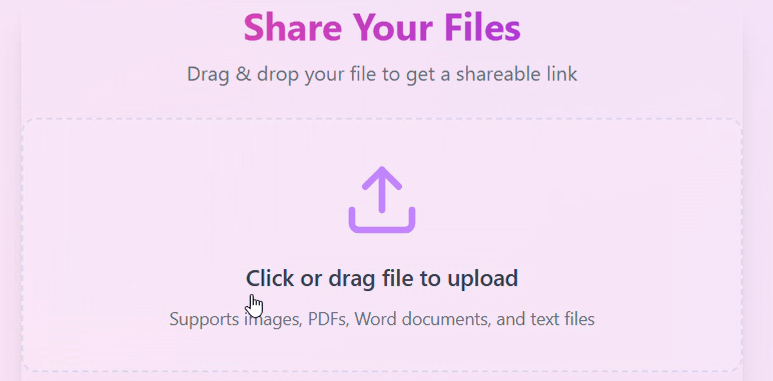 Share Your Files
Drag & drop your file to get a shareable link
Click or drag file to upload
Supports images, PDFs, Word documents, and text files